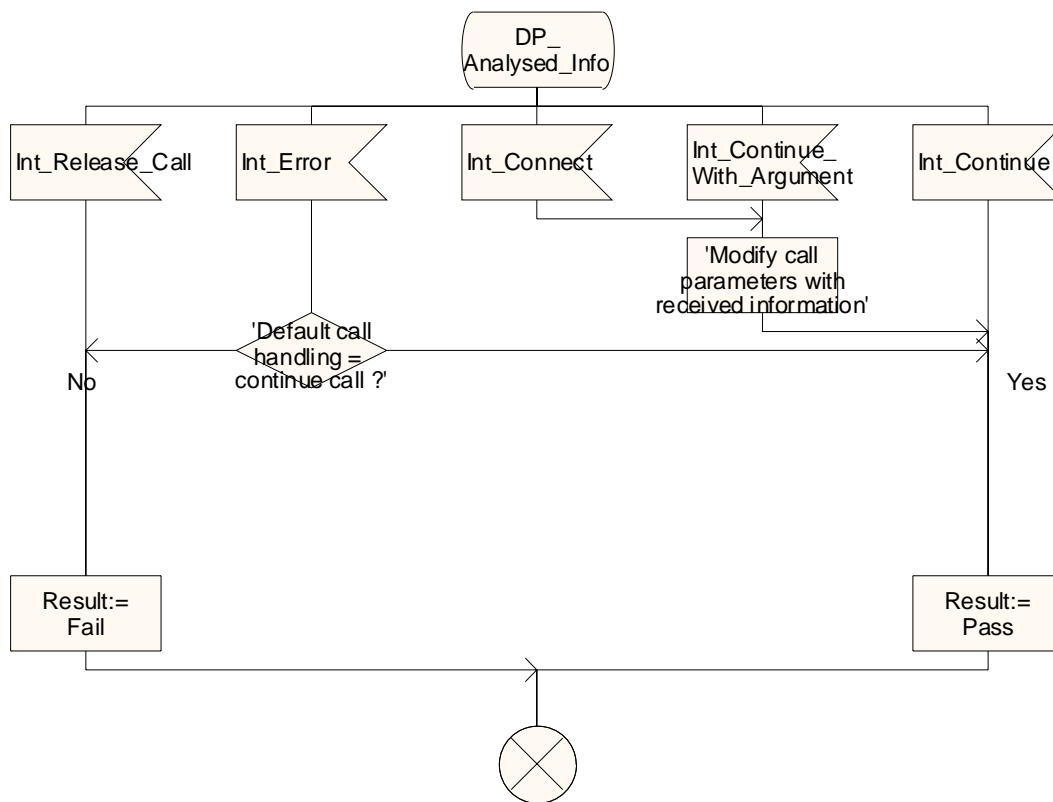 DP_
Analysed_Info
Int_Release_Call
Int_Error
Int_Connect
Int_Continue_
With_Argument
Int_Continue
'Modify call
parameters with
received information'
'Default call
handling =
continue call ?'
No
Yes
Result:=
Fail
Result:=
Pass